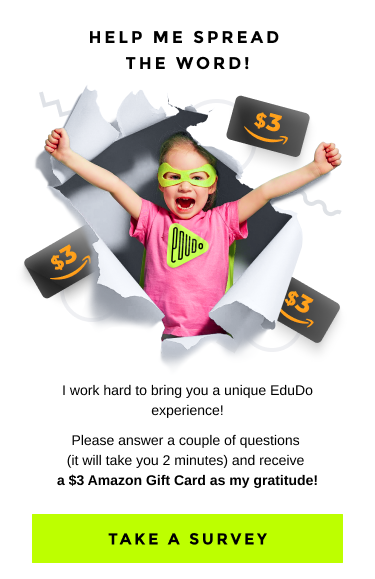 HELP ME SPREAD
THE WORD!
$3
EDUDO
$3
$3
I work hard to bring you a unique EduDo
experience!
Please answer a couple of questions
(it will take you 2 minutes) and receive
a $3 Amazon Gift Card as my gratitude!
TAKE A SURVEY